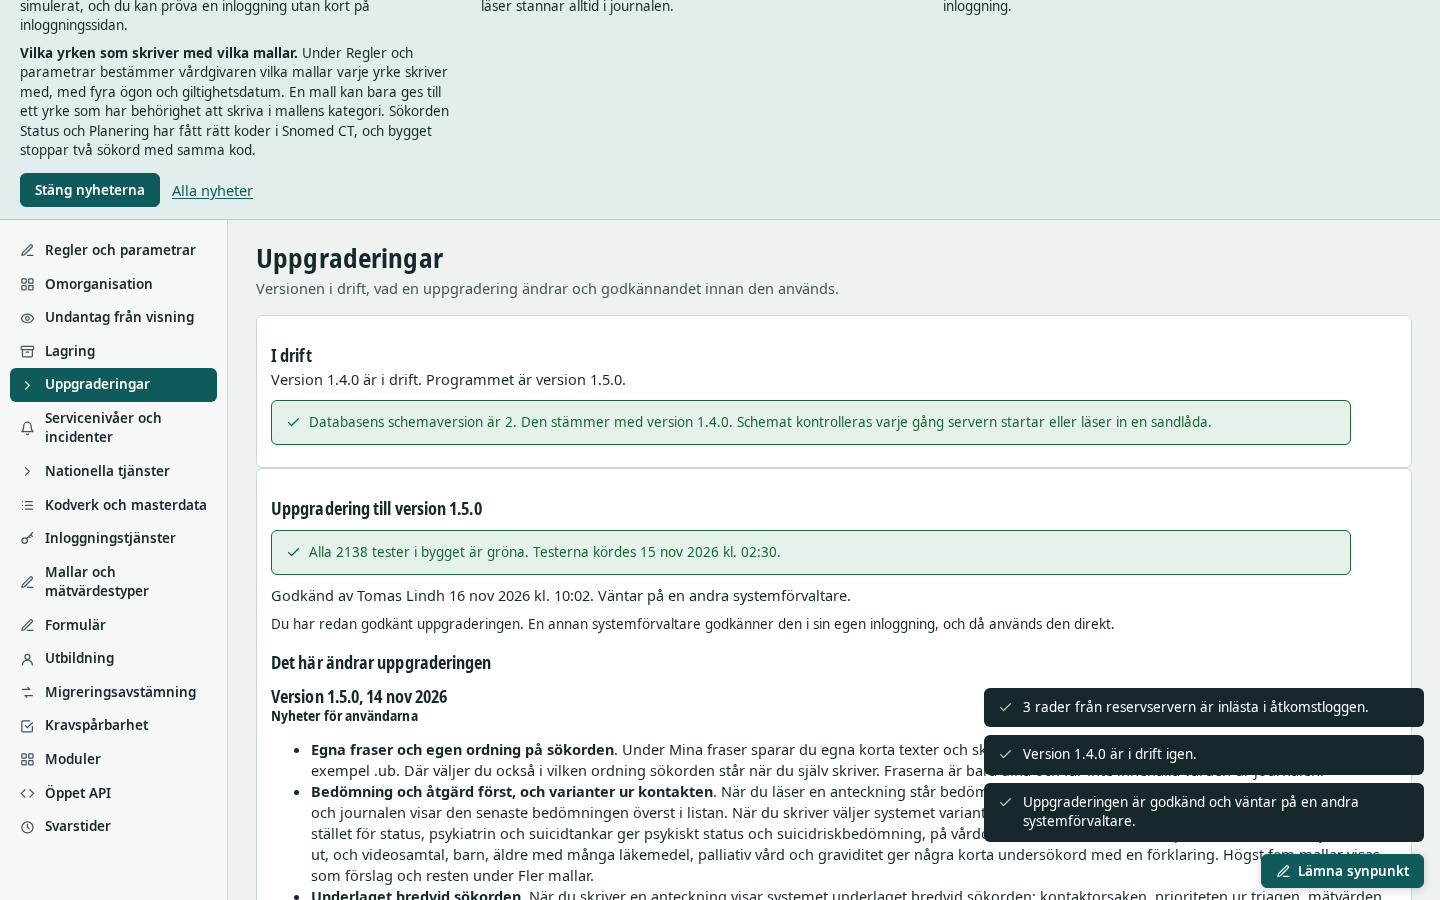 simulerat, och du kan pröva en inloggning utan kort på
inloggningssidan.
läser stannar alltid i journalen.
inloggning.
Vilka yrken som skriver med vilka mallar. Under Regler och
parametrar bestämmer vårdgivaren vilka mallar varje yrke skriver
med, med fyra ögon och giltighetsdatum. En mall kan bara ges till
ett yrke som har behörighet att skriva i mallens kategori. Sökorden
Status och Planering har fått rätt koder i Snomed CT, och bygget
stoppar två sökord med samma kod.
Stäng nyheterna
Alla nyheter
Regler och parametrar
Omorganisation
Undantag från visning
Lagring
Uppgraderingar
Servicenivåer och
incidenter
Nationella tjänster
Kodverk och masterdata
Inloggningstjänster
Mallar och
mätvärdestyper
Formulär
Utbildning
Migreringsavstämning
Kravspårbarhet
Moduler
Öppet API
Svarstider
Uppgraderingar
Versionen i drift, vad en uppgradering ändrar och godkännandet innan den används.
I drift
Version 1.4.0 är i drift. Programmet är version 1.5.0.
Databasens schemaversion är 2. Den stämmer med version 1.4.0. Schemat kontrolleras varje gång servern startar eller läser in en sandlåda.
Uppgradering till version 1.5.0
Alla 2138 tester i bygget är gröna. Testerna kördes 15 nov 2026 kl. 02:30.
Godkänd av Tomas Lindh 16 nov 2026 kl. 10:02. Väntar på en andra systemförvaltare.
Du har redan godkänt uppgraderingen. En annan systemförvaltare godkänner den i sin egen inloggning, och då används den direkt.
Det här ändrar uppgraderingen
Version 1.5.0, 14 nov 2026
Nyheter för användarna
Egna fraser och egen ordning på sökorden. Under Mina fraser sparar du egna korta texter och
exempel .ub. Där väljer du också i vilken ordning sökorden står när du själv skriver. Fraserna är
Bedömning och åtgärd först, och varianter ur kontakten. När du läser en anteckning står
och journalen visar den senaste bedömningen överst i listan. När du skriver väljer systemet
stället för status, psykiatrin och suicidtankar ger psykiskt status och suicidriskbedömning, på
ut, och videosamtal, barn, äldre med många läkemedel, palliativ vård och graviditet ger några korta undersökord med en förklaring. Högst
som förslag och resten under Fler mallar.
Underlaget bredvid sökorden. När du skriver en anteckning visar systemet underlaget bredvid sökorden: kontaktorsaken, prioriteten ur triagen, mätvärden
3 rader från reservservern är inlästa i åtkomstloggen.
Version 1.4.0 är i drift igen.
Uppgraderingen är godkänd och väntar på en andra
systemförvaltare.
Lämna synpunkt